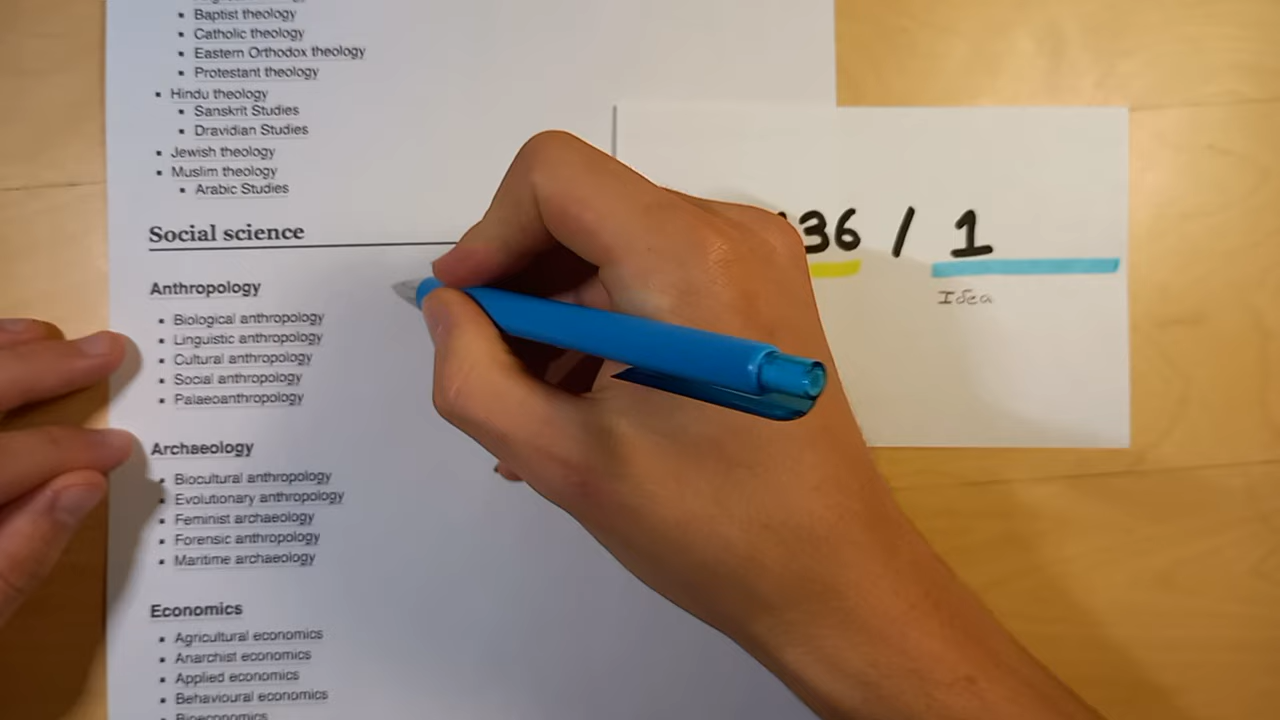 Baptist theology
Catholic theology
Eastern Orthodox theology
Protestant theology
Hindu theology
Sanskrit Studies
Dravidian Studies
Jewish theology
Muslim theology
Arabic Studies
Social science
Anthropology
Biological anthropology
Linguistic anthropology
Cultural anthropology
Social anthropology
Palaeoanthropology
Archaeology
Biocultural anthropology
Evolutionary anthropology
Feminist archaeology
Forensic anthropology
Maritime archaeology
Economics
Agricultural economics
Anarchist economics
Applied economics
Behavioural economics
Bioeconomics
36 / 1
Idea